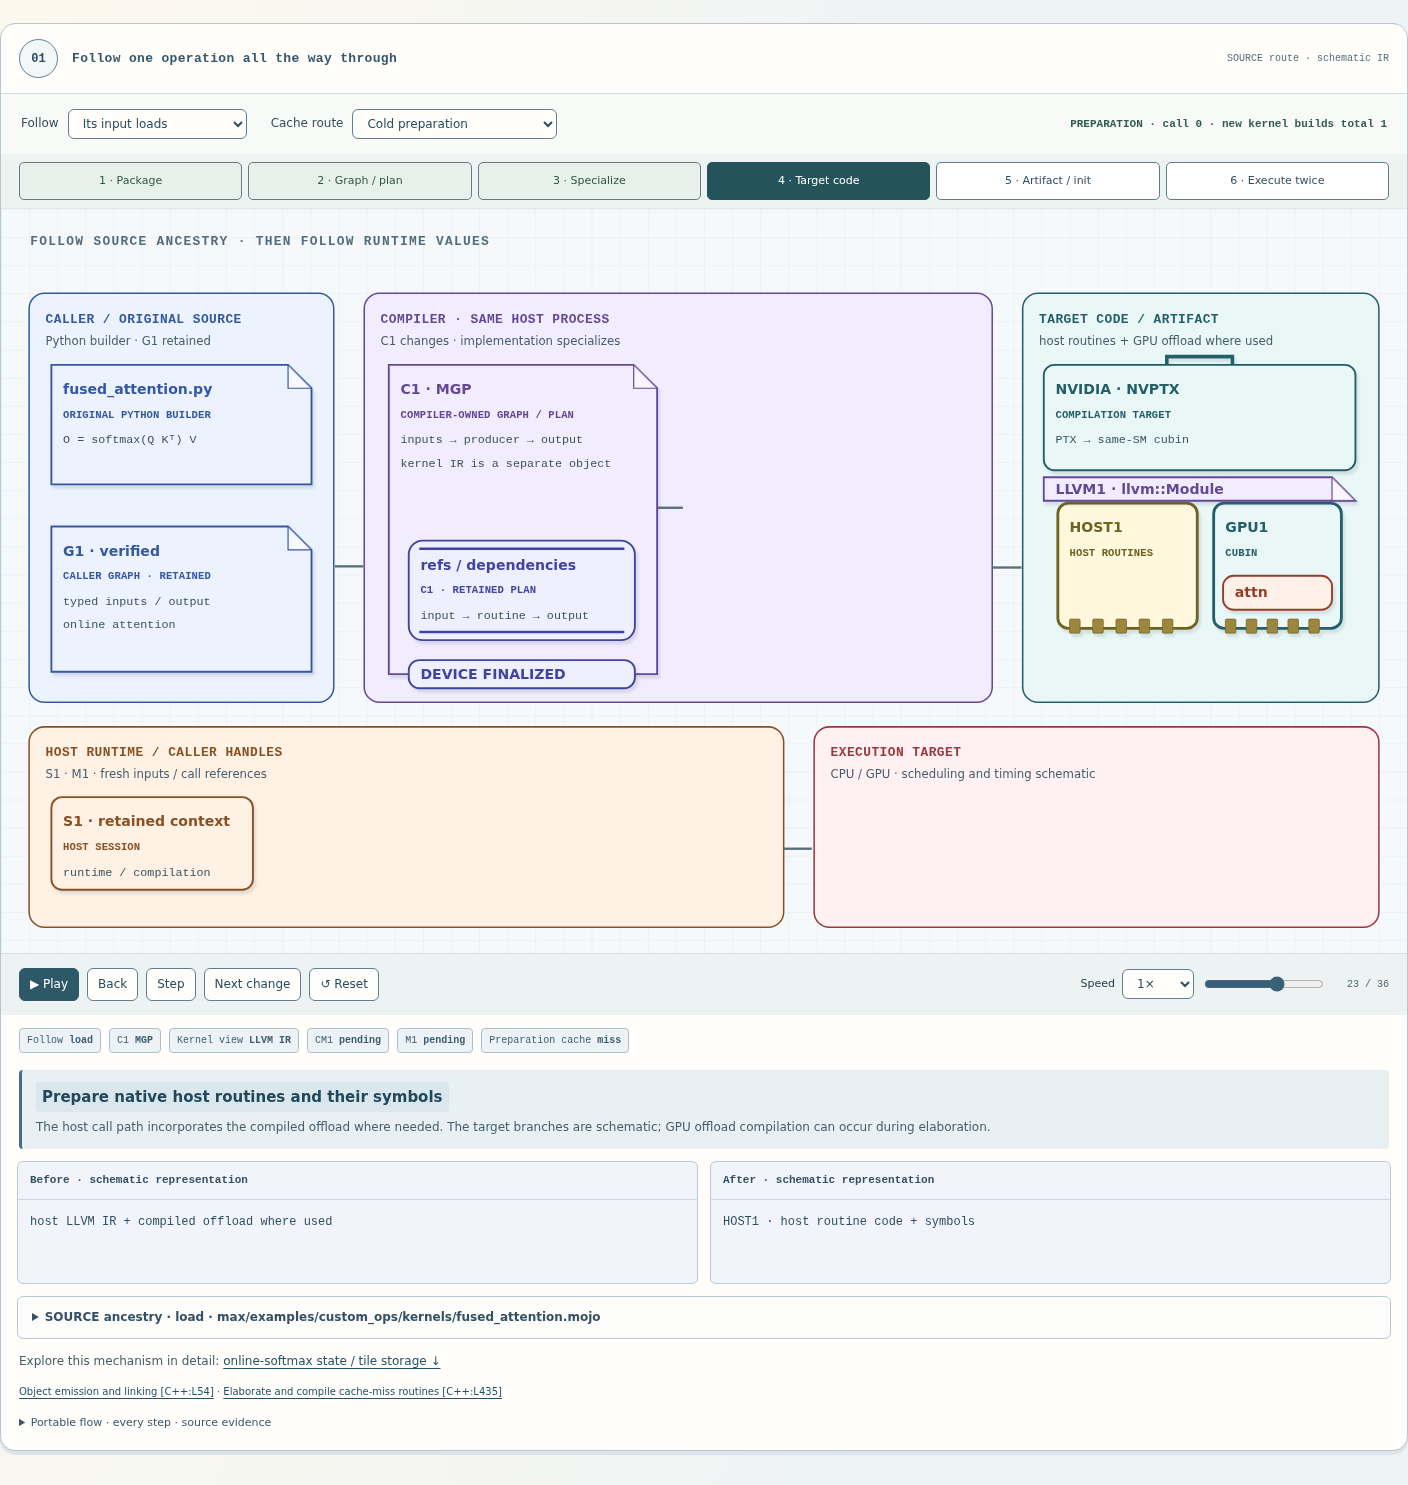 01 Follow one operation all the way through
SOURCE route · schematic IR
Follow Its input loads Cache route Cold preparation
PREPARATION · call 0 · new kernel builds total 1
1 · Package
2 · Graph / plan
3 · Specialize
4 · Target code
5 · Artifact / init
6 · Execute twice
FOLLOW SOURCE ANCESTRY · THEN FOLLOW RUNTIME VALUES
CALLER / ORIGINAL SOURCE
Python builder · G1 retained
fused_attention.py
ORIGINAL PYTHON BUILDER
O = softmax(Q Kᵀ) V
G1 · verified
CALLER GRAPH · RETAINED
typed inputs / output
online attention
COMPILER · SAME HOST PROCESS
C1 changes · implementation specializes
C1 · MGP
COMPILER-OWNED GRAPH / PLAN
inputs → producer → output
kernel IR is a separate object
refs / dependencies
C1 · RETAINED PLAN
input → routine → output
DEVICE FINALIZED
TARGET CODE / ARTIFACT
host routines + GPU offload where used
NVIDIA · NVPTX
COMPILATION TARGET
PTX → same-SM cubin
LLVM1 · llvm::Module
HOST1
HOST ROUTINES
GPU1
CUBIN
attn
HOST RUNTIME / CALLER HANDLES
S1 · M1 · fresh inputs / call references
S1 · retained context
HOST SESSION
runtime / compilation
EXECUTION TARGET
CPU / GPU · scheduling and timing schematic
▶ Play
Back
Step
Next change
↺ Reset
Speed 1×
23 / 36
Follow load
C1 MGP
Kernel view LLVM IR
CM1 pending
M1 pending
Preparation cache miss
Prepare native host routines and their symbols
The host call path incorporates the compiled offload where needed. The target branches are schematic; GPU offload compilation can occur during elaboration.
Before · schematic representation
host LLVM IR + compiled offload where used
After · schematic representation
HOST1 · host routine code + symbols
▶ SOURCE ancestry · load · max/examples/custom_ops/kernels/fused_attention.mojo
Explore this mechanism in detail: online-softmax state / tile storage ↓
Object emission and linking [C++:L54] · Elaborate and compile cache-miss routines [C++:L435]
▶ Portable flow · every step · source evidence